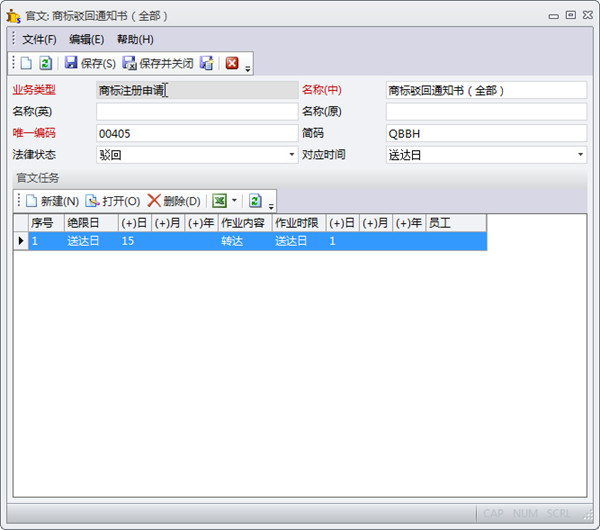 官文: 商标驳回通知书（全部）
文件(F) 编辑(E) 帮助(H)
保存(S) 保存并关闭
业务类型 商标注册申请 名称(中) 商标驳回通知书（全部）
名称(英) 名称(原)
唯一编码 00405 简码 QBBH
法律状态 驳回 对应时间 送达日
官文任务
新建(N) 打开(O) 删除(D)
序号 绝限日 (+)日 (+)月 (+)年 作业内容 作业时限 (+)日 (+)月 (+)年 员工
1 送达日 15 转达 送达日 1
CAP NUM SCRL